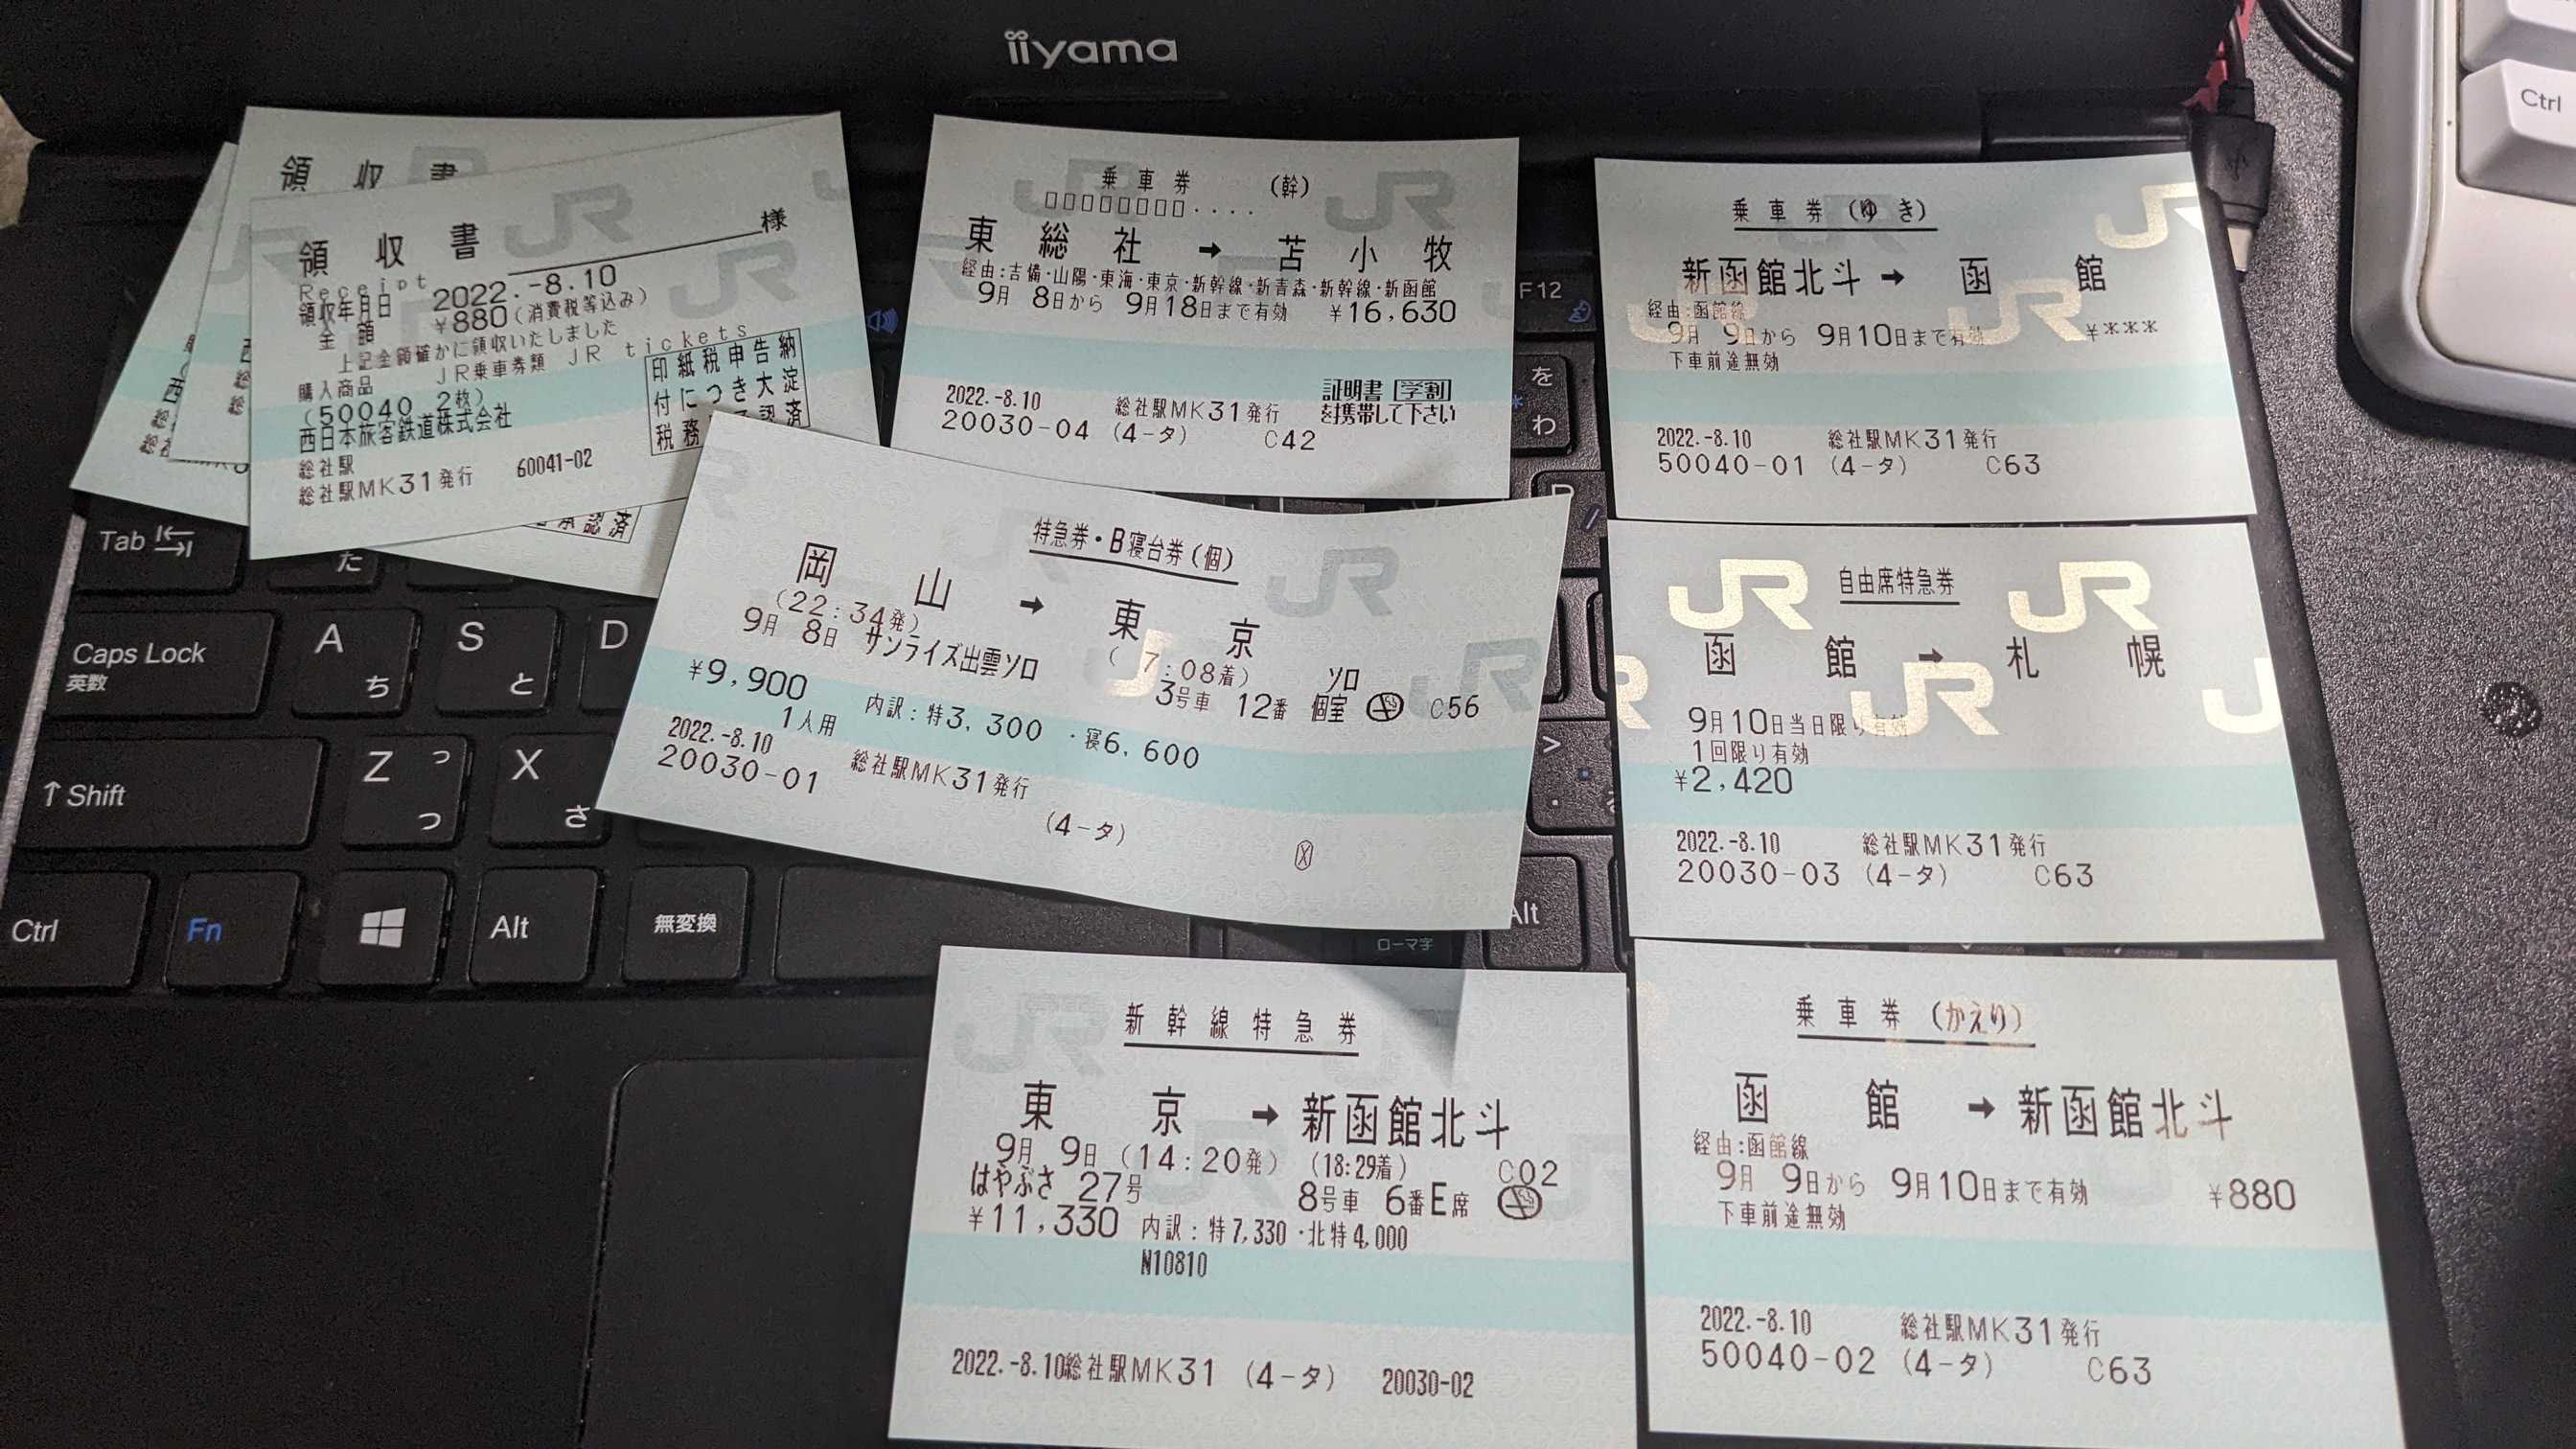 iiyama
領収書
領収書
様
Receipt
領収年月日 2022.-8.10
金額 ¥880(消費税等込み)
上記金額確かに領収いたしました
購入商品 JR乗車券類 JR tickets
(50040 2枚)
西日本旅客鉄道株式会社
総社駅
総社駅MK31発行 60041-02
印紙税申告納
付につき大淀
税務
認済
承認済
乗車券 (幹)
□□□□□□□□□....
東総社 → 苫小牧
経由:吉備・山陽・東海・東京・新幹線・新青森・新幹線・新函館
9月 8日から 9月18日まで有効 ¥16,630
証明書 学割
を携帯して下さい
2022.-8.10 総社駅MK31発行
20030-04 (4-タ) C42
乗車券(ゆき)
新函館北斗 → 函館
経由:函館線
9月 9日から 9月10日まで有効 ¥***
下車前途無効
2022.-8.10 総社駅MK31発行
50040-01 (4-タ) C63
特急券・B寝台券(個)
岡山 → 東京
(22:34発) ( 7:08着)
9月 8日 サンライズ出雲ソロ ソロ
3号車 12番 個室 C56
¥9,900 内訳:特3,300 ・寝6,600
1人用
2022.-8.10 総社駅MK31発行
20030-01 (4-タ)
X
自由席特急券
函館 → 札幌
9月10日当日限り有効
1回限り有効
¥2,420
2022.-8.10 総社駅MK31発行
20030-03 (4-タ) C63
新幹線特急券
東京 → 新函館北斗
9月 9日 (14:20発) (18:29着) C02
はやぶさ 27号 8号車 6番E席
¥11,330 内訳:特7,330・北特4,000
N10810
2022.-8.10総社駅MK31 (4-タ) 20030-02
乗車券(かえり)
函館 → 新函館北斗
経由:函館線
9月 9日から 9月10日まで有効 ¥880
下車前途無効
2022.-8.10 総社駅MK31発行
50040-02 (4-タ) C63
JR
F12
を
わ
Ctrl
Tab
た
Caps Lock
英数
A
ち
S
と
D
Shift
Z
っ
つ
X
さ
Ctrl
Fn
Alt
無変換
Alt
ローマ字